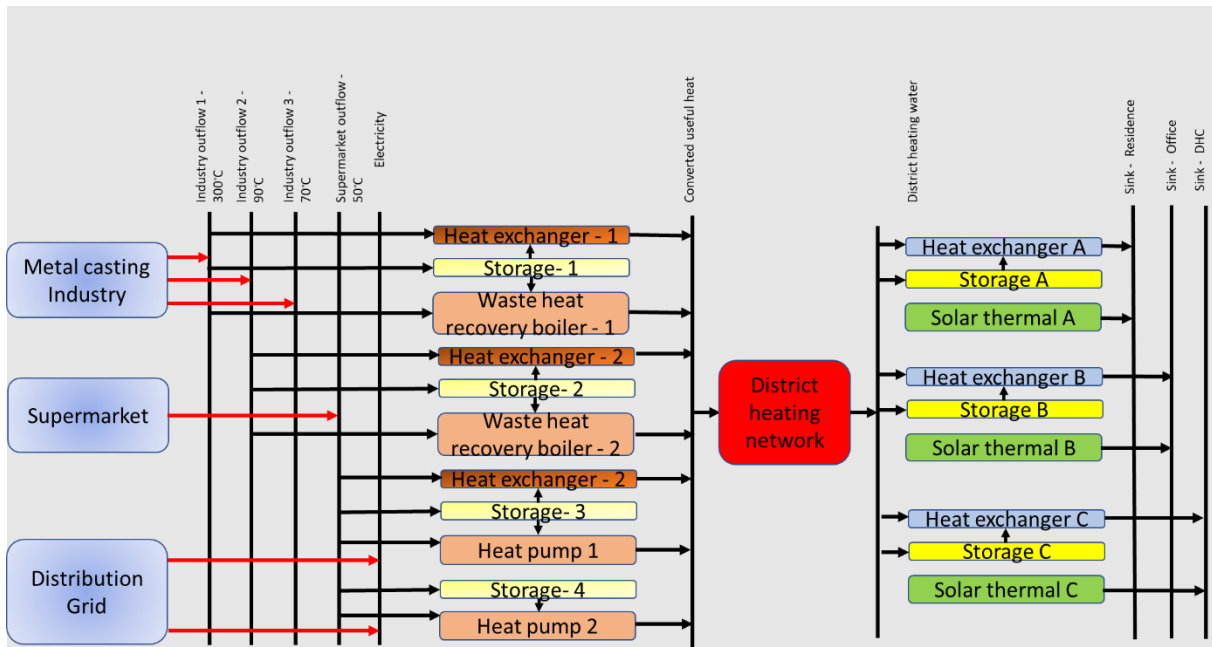 Industry outflow 1 -
300°C
Industry outflow 2 -
90°C
Industry outflow 3 -
70°C
Supermarket outflow -
50°C
Electricity
Converted useful heat
District heating water
Sink - Residence
Sink - Office
Sink - DHC
Metal casting
Industry
Supermarket
Distribution
Grid
Heat exchanger - 1
Storage- 1
Waste heat
recovery boiler - 1
Heat exchanger - 2
Storage- 2
Waste heat
recovery boiler - 2
Heat exchanger - 2
Storage- 3
Heat pump 1
Storage- 4
Heat pump 2
District
heating
network
Heat exchanger A
Storage A
Solar thermal A
Heat exchanger B
Storage B
Solar thermal B
Heat exchanger C
Storage C
Solar thermal C